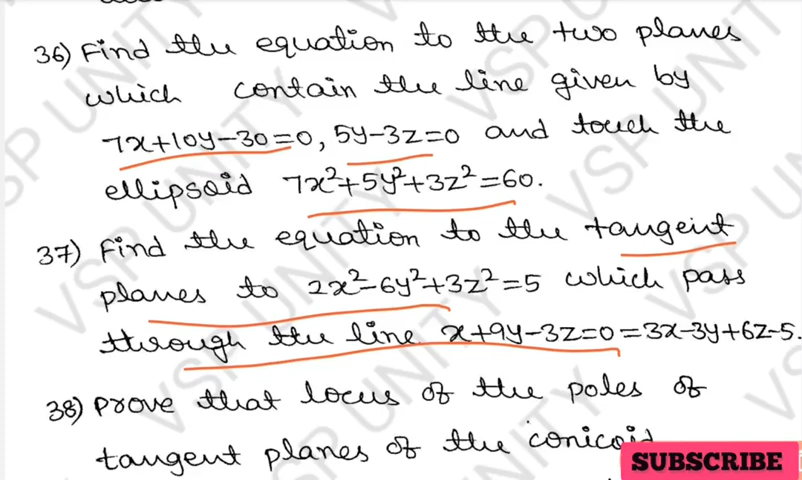 36) Find the equation to the two planes
which contain the line given by
7x+10y-30=0, 5y-3z=0 and touch the
ellipsoid 7x²+5y²+3z²=60.
37) Find the equation to the tangent
planes to 2x²-6y²+3z²=5 which pass
through the line x+9y-3z=0=3x-3y+6z-5.
38) Prove that locus of the poles of
tangent planes of the conicoid
SUBSCRIBE
VSP UNITY